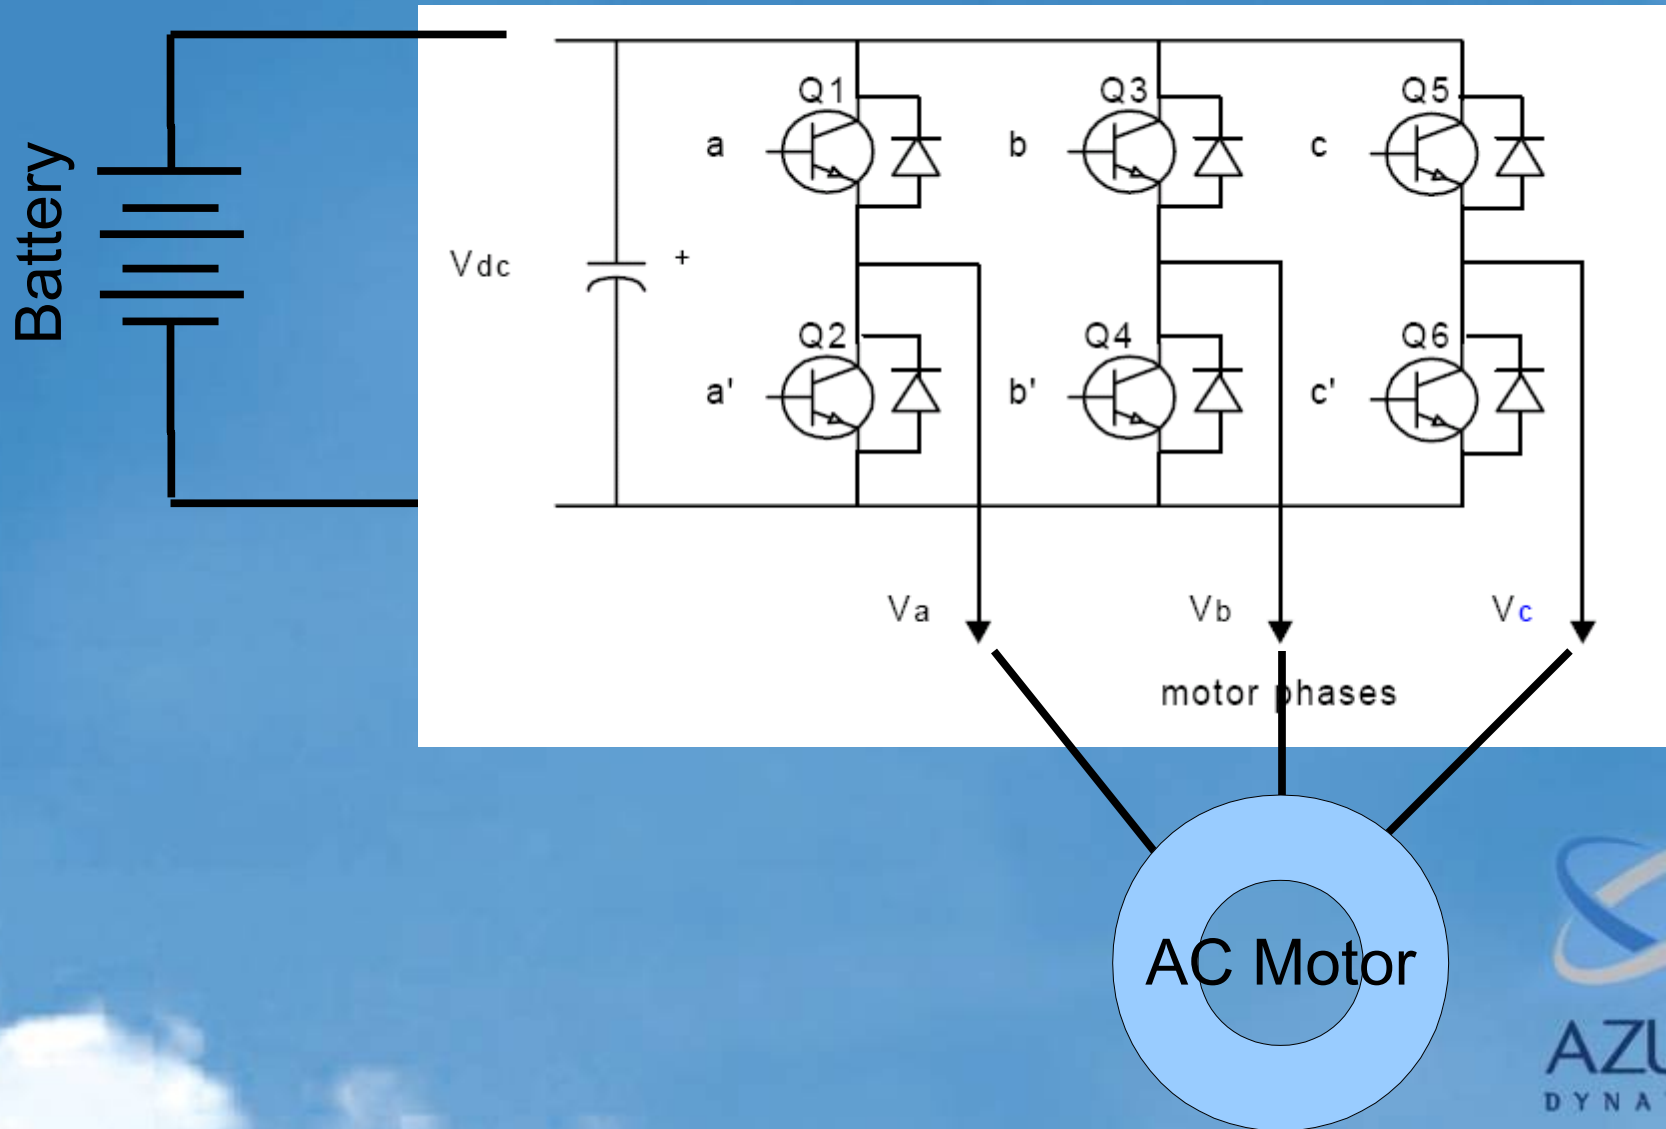 Battery
Vdc
+
Q1
Q3
Q5
a
b
c
Q2
Q4
Q6
a'
b'
c'
Va
Vb
Vc
motor phases
AC Motor
AZU
DYNA